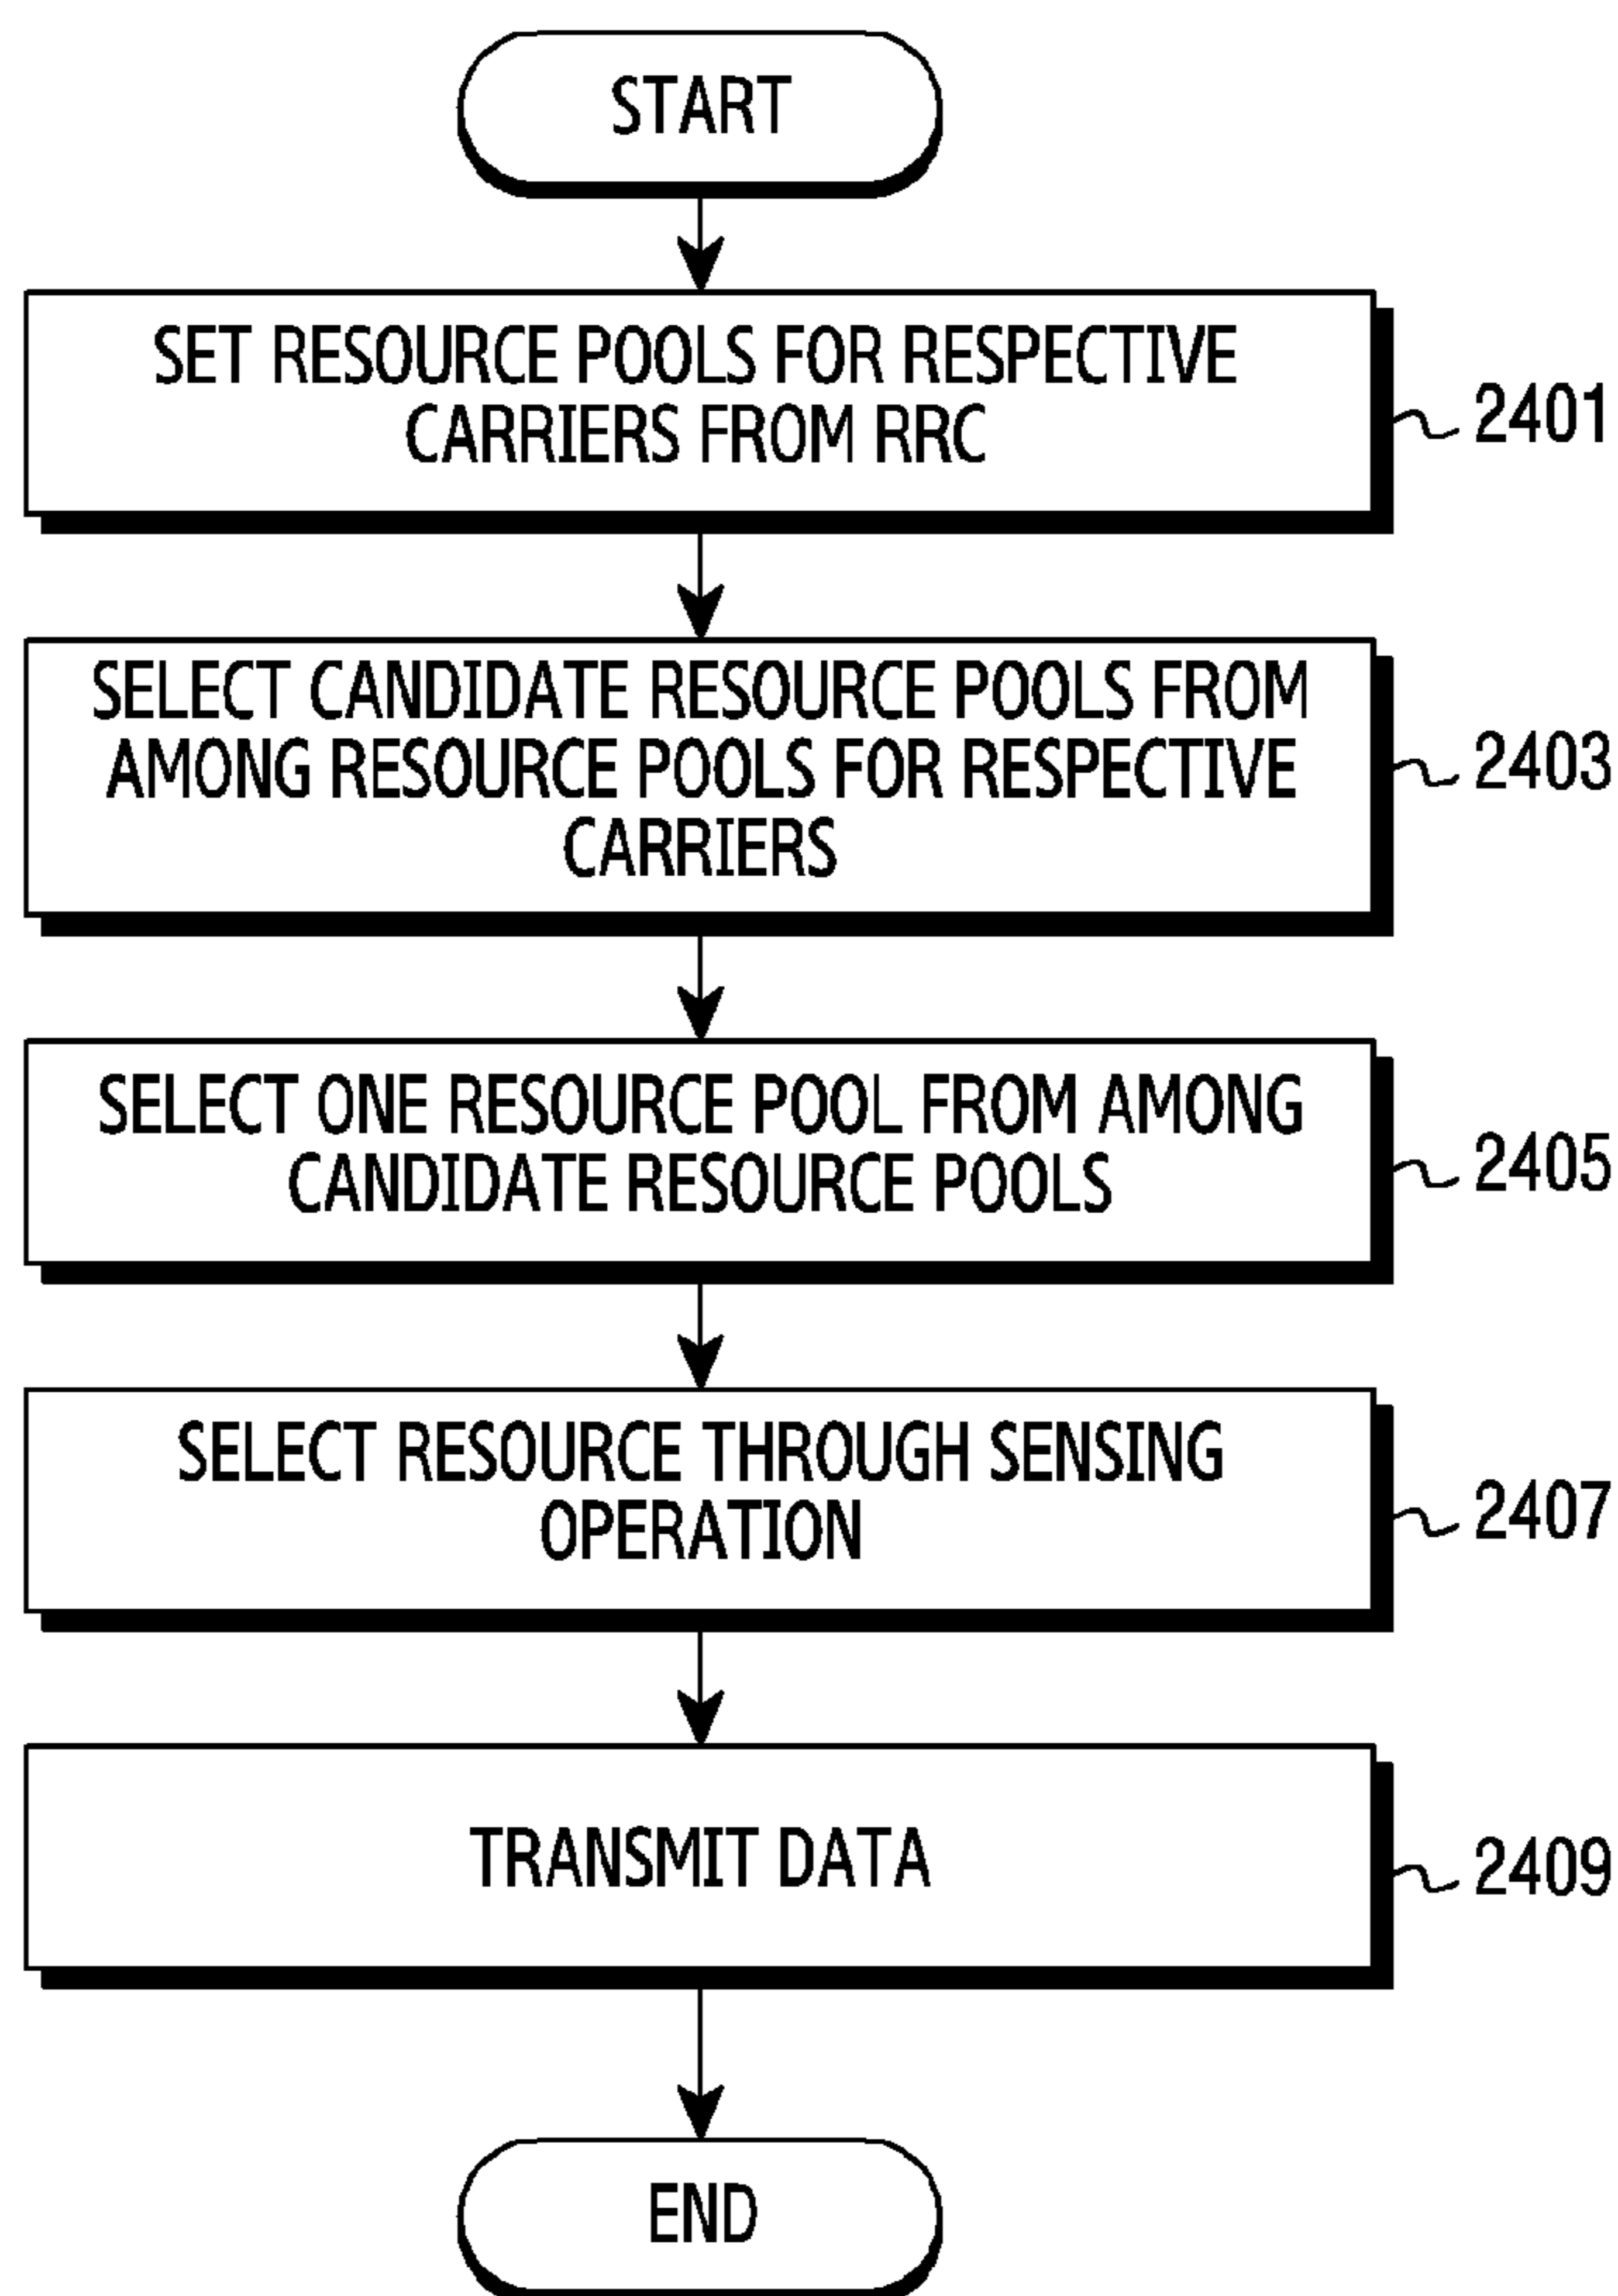 START
SET RESOURCE POOLS FOR RESPECTIVE
CARRIERS FROM RRC
2401
SELECT CANDIDATE RESOURCE POOLS FROM
AMONG RESOURCE POOLS FOR RESPECTIVE
CARRIERS
2403
SELECT ONE RESOURCE POOL FROM AMONG
CANDIDATE RESOURCE POOLS
2405
SELECT RESOURCE THROUGH SENSING
OPERATION
2407
TRANSMIT DATA
2409
END